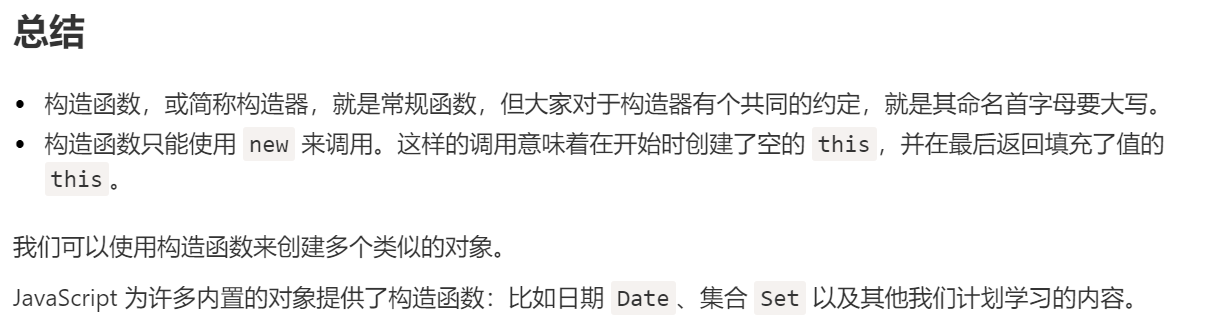 总结
构造函数，或简称构造器，就是常规函数，但大家对于构造器有个共同的约定，就是其命名首字母要大写。
构造函数只能使用 new 来调用。这样的调用意味着在开始时创建了空的 this，并在最后返回填充了值的
this。
我们可以使用构造函数来创建多个类似的对象。
JavaScript 为许多内置的对象提供了构造函数：比如日期 Date、集合 Set 以及其他我们计划学习的内容。